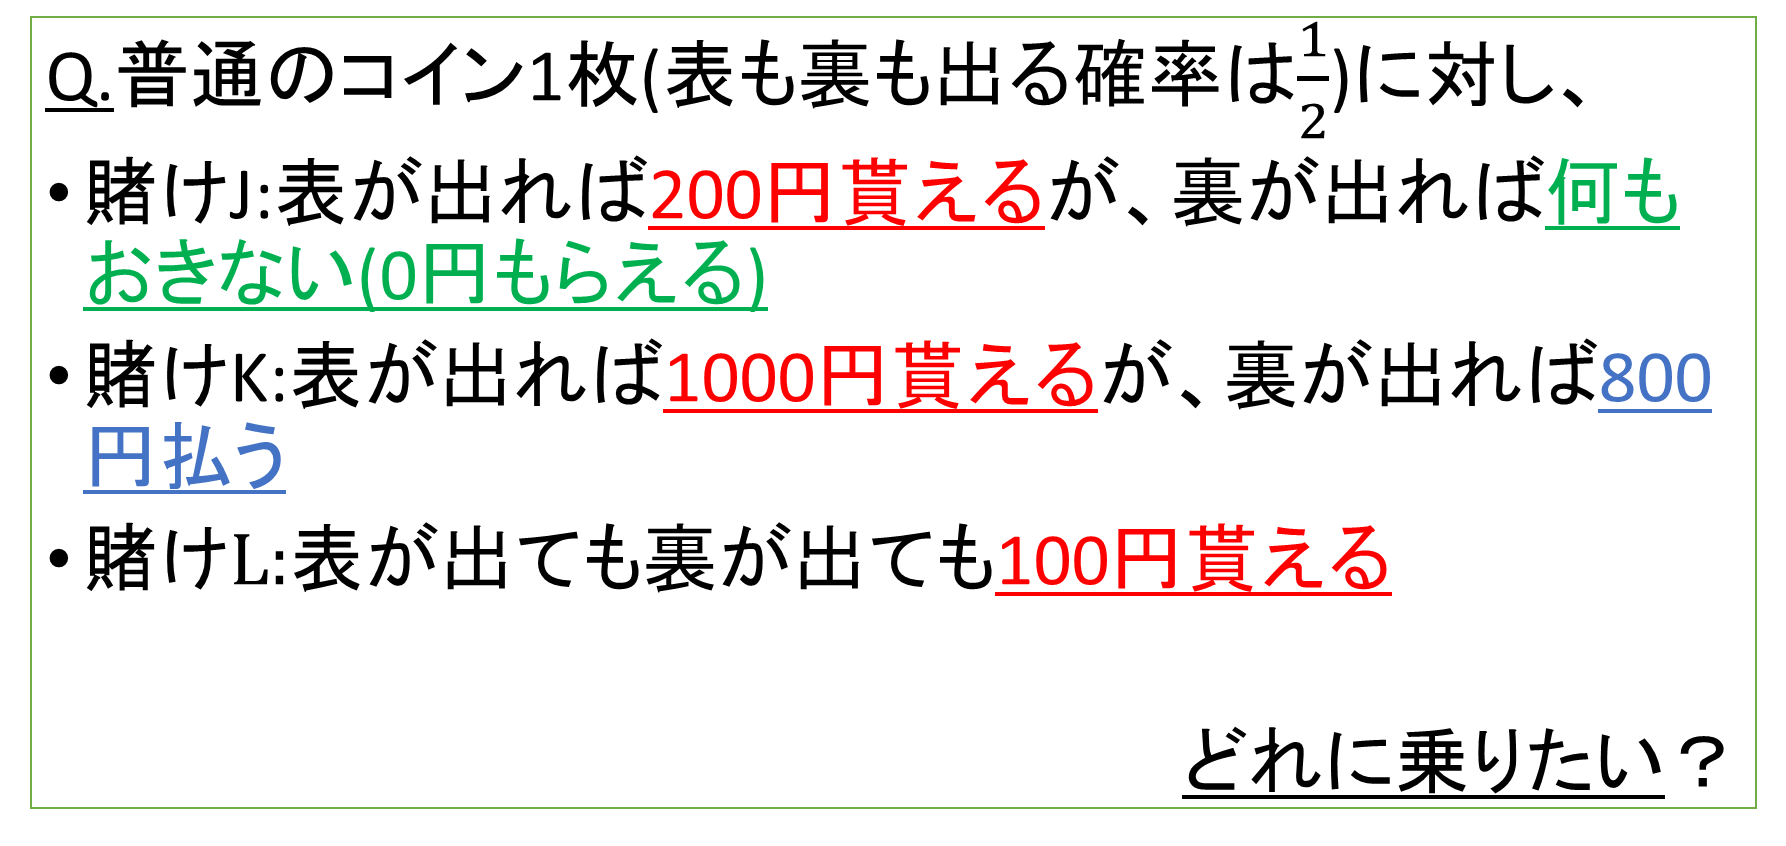 Q.普通のコイン1枚(表も裏も出る確率は1/2)に対し、
• 賭けJ:表が出れば200円貰えるが、裏が出れば何も
おきない(0円もらえる)
• 賭けK:表が出れば1000円貰えるが、裏が出れば800
円払う
• 賭けL:表が出ても裏が出ても100円貰える
どれに乗りたい？